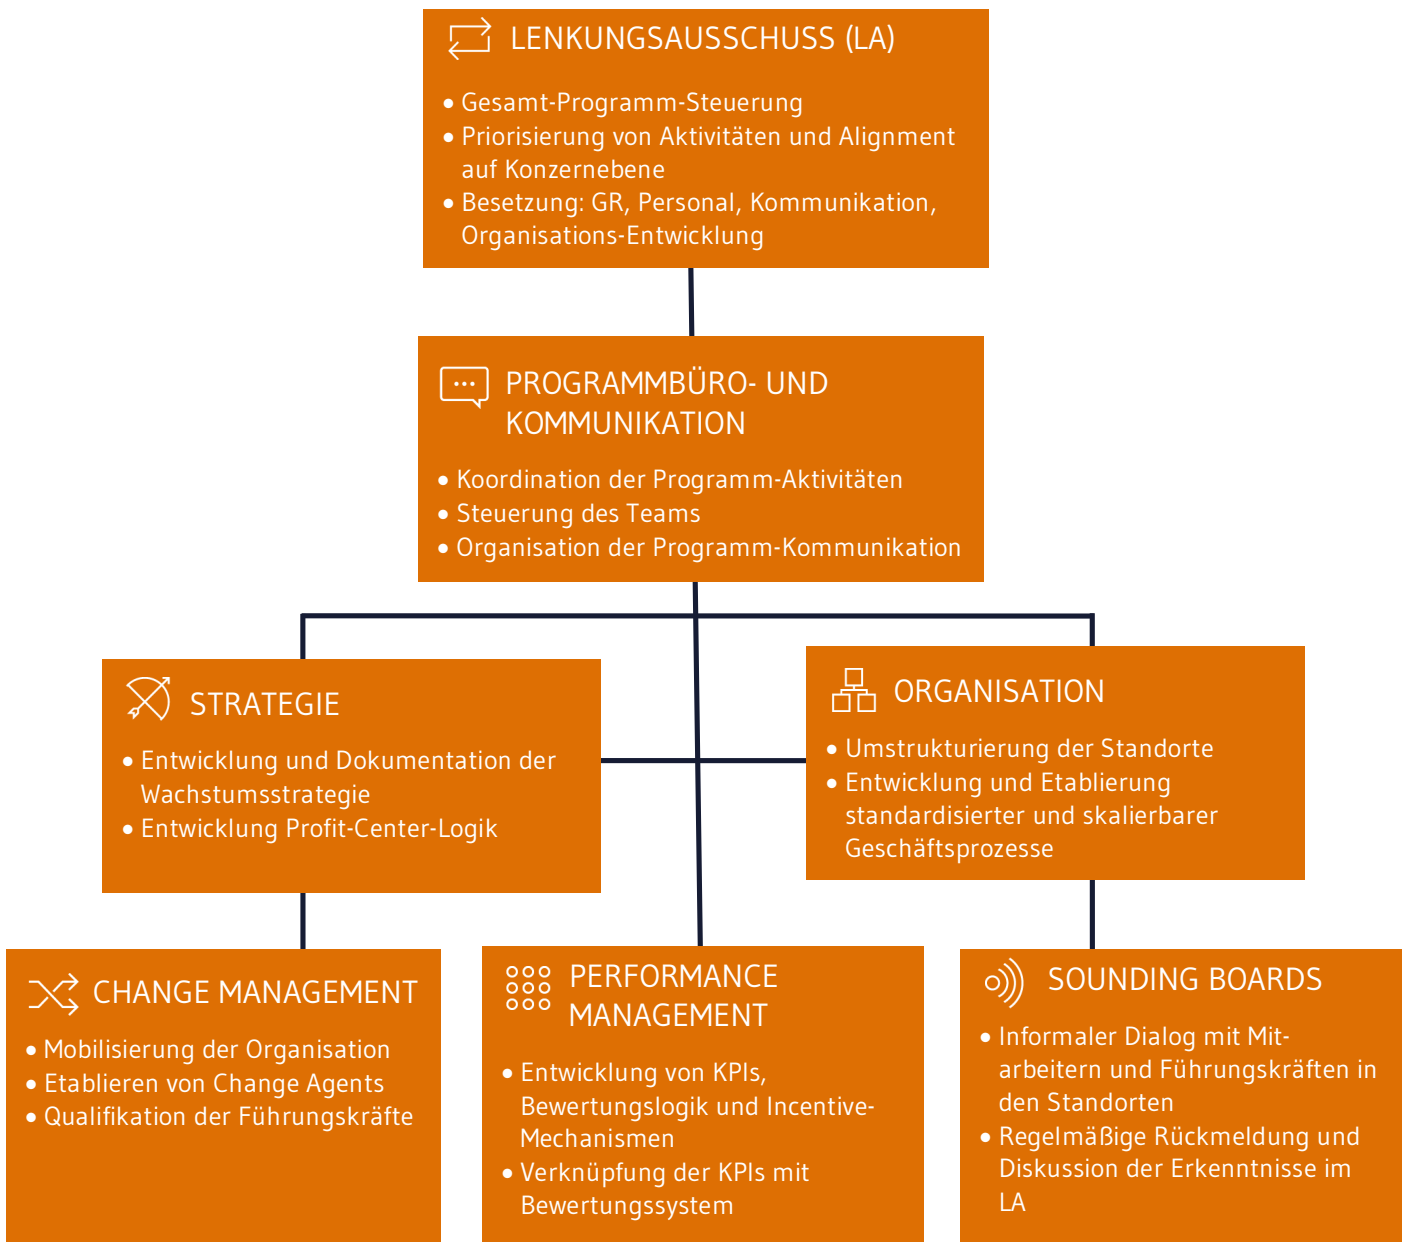 LENKUNGSAUSSCHUSS (LA)
• Gesamt-Programm-Steuerung
• Priorisierung von Aktivitäten und Alignment
auf Konzernebene
• Besetzung: GR, Personal, Kommunikation,
Organisations-Entwicklung
PROGRAMMBÜRO- UND
KOMMUNIKATION
• Koordination der Programm-Aktivitäten
• Steuerung des Teams
• Organisation der Programm-Kommunikation
STRATEGIE
• Entwicklung und Dokumentation der
Wachstumsstrategie
• Entwicklung Profit-Center-Logik
ORGANISATION
• Umstrukturierung der Standorte
• Entwicklung und Etablierung
standardisierter und skalierbarer
Geschäftsprozesse
CHANGE MANAGEMENT
• Mobilisierung der Organisation
• Etablieren von Change Agents
• Qualifikation der Führungskräfte
PERFORMANCE
MANAGEMENT
• Entwicklung von KPIs,
Bewertungslogik und Incentive-
Mechanismen
• Verknüpfung der KPIs mit
Bewertungssystem
SOUNDING BOARDS
• Informaler Dialog mit Mit-
arbeitern und Führungskräften in
den Standorten
• Regelmäßige Rückmeldung und
Diskussion der Erkenntnisse im
LA